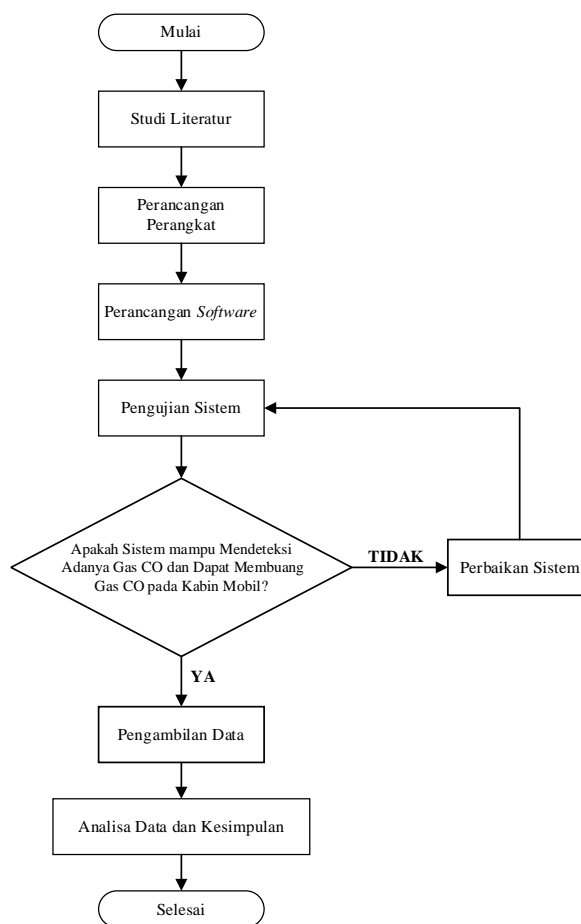 Mulai
Studi Literatur
Perancangan
Perangkat
Perancangan Software
Pengujian Sistem
Apakah Sistem mampu Mendeteksi
Adanya Gas CO dan Dapat Membuang
Gas CO pada Kabin Mobil?
TIDAK
Perbaikan Sistem
YA
Pengambilan Data
Analisa Data dan Kesimpulan
Selesai